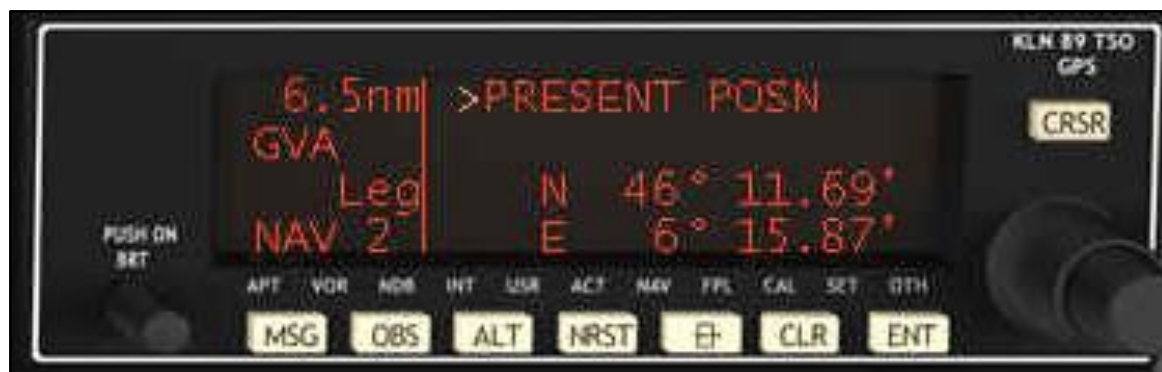 KLN 89 TSO
GPS
6.5nm >PRESENT POSN
GVA
Leg N 46° 11.69'
NAV 2 E 6° 15.87'
CRSR
PUSH ON
BRT
APT VOR NDB INT USR ACT NAV FPL CAL SET OTH
MSG OBS ALT NRST CLR ENT